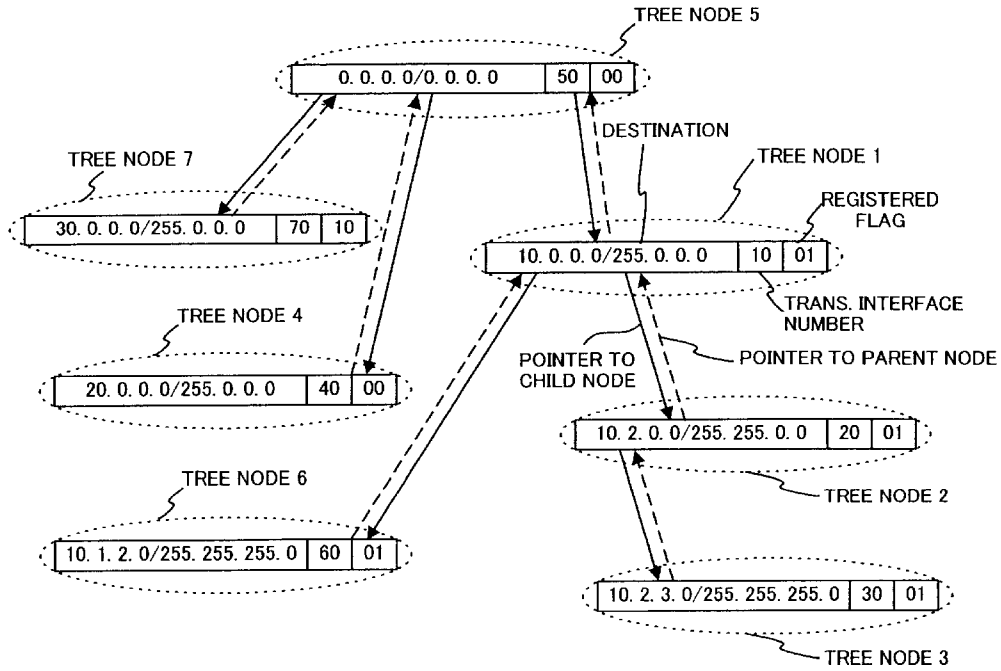 TREE NODE 5
0.0.0.0/0.0.0.0 50 00
DESTINATION
TREE NODE 7
TREE NODE 1
30.0.0.0/255.0.0.0 70 10
REGISTERED
FLAG
10.0.0.0/255.0.0.0 10 01
TREE NODE 4
TRANS. INTERFACE
NUMBER
POINTER TO
CHILD NODE
POINTER TO PARENT NODE
20.0.0.0/255.0.0.0 40 00
10.2.0.0/255.255.0.0 20 01
TREE NODE 6
TREE NODE 2
10.1.2.0/255.255.255.0 60 01
10.2.3.0/255.255.255.0 30 01
TREE NODE 3